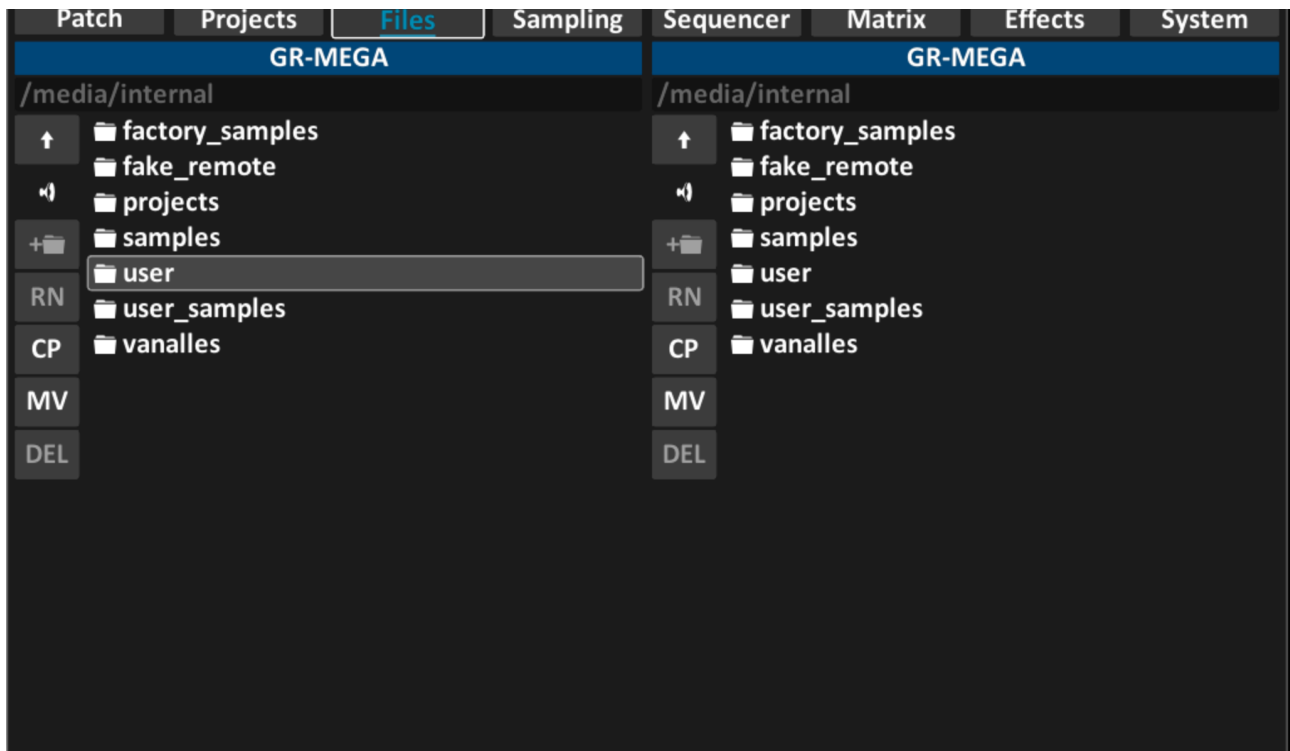 Patch Projects Files Sampling Sequencer Matrix Effects System
GR-MEGA
/media/internal
factory_samples
fake_remote
projects
+ samples
user
RN
user_samples
CP vanalles
MV
DEL
GR-MEGA
/media/internal
factory_samples
fake_remote
projects
+ samples
user
RN
user_samples
CP vanalles
MV
DEL